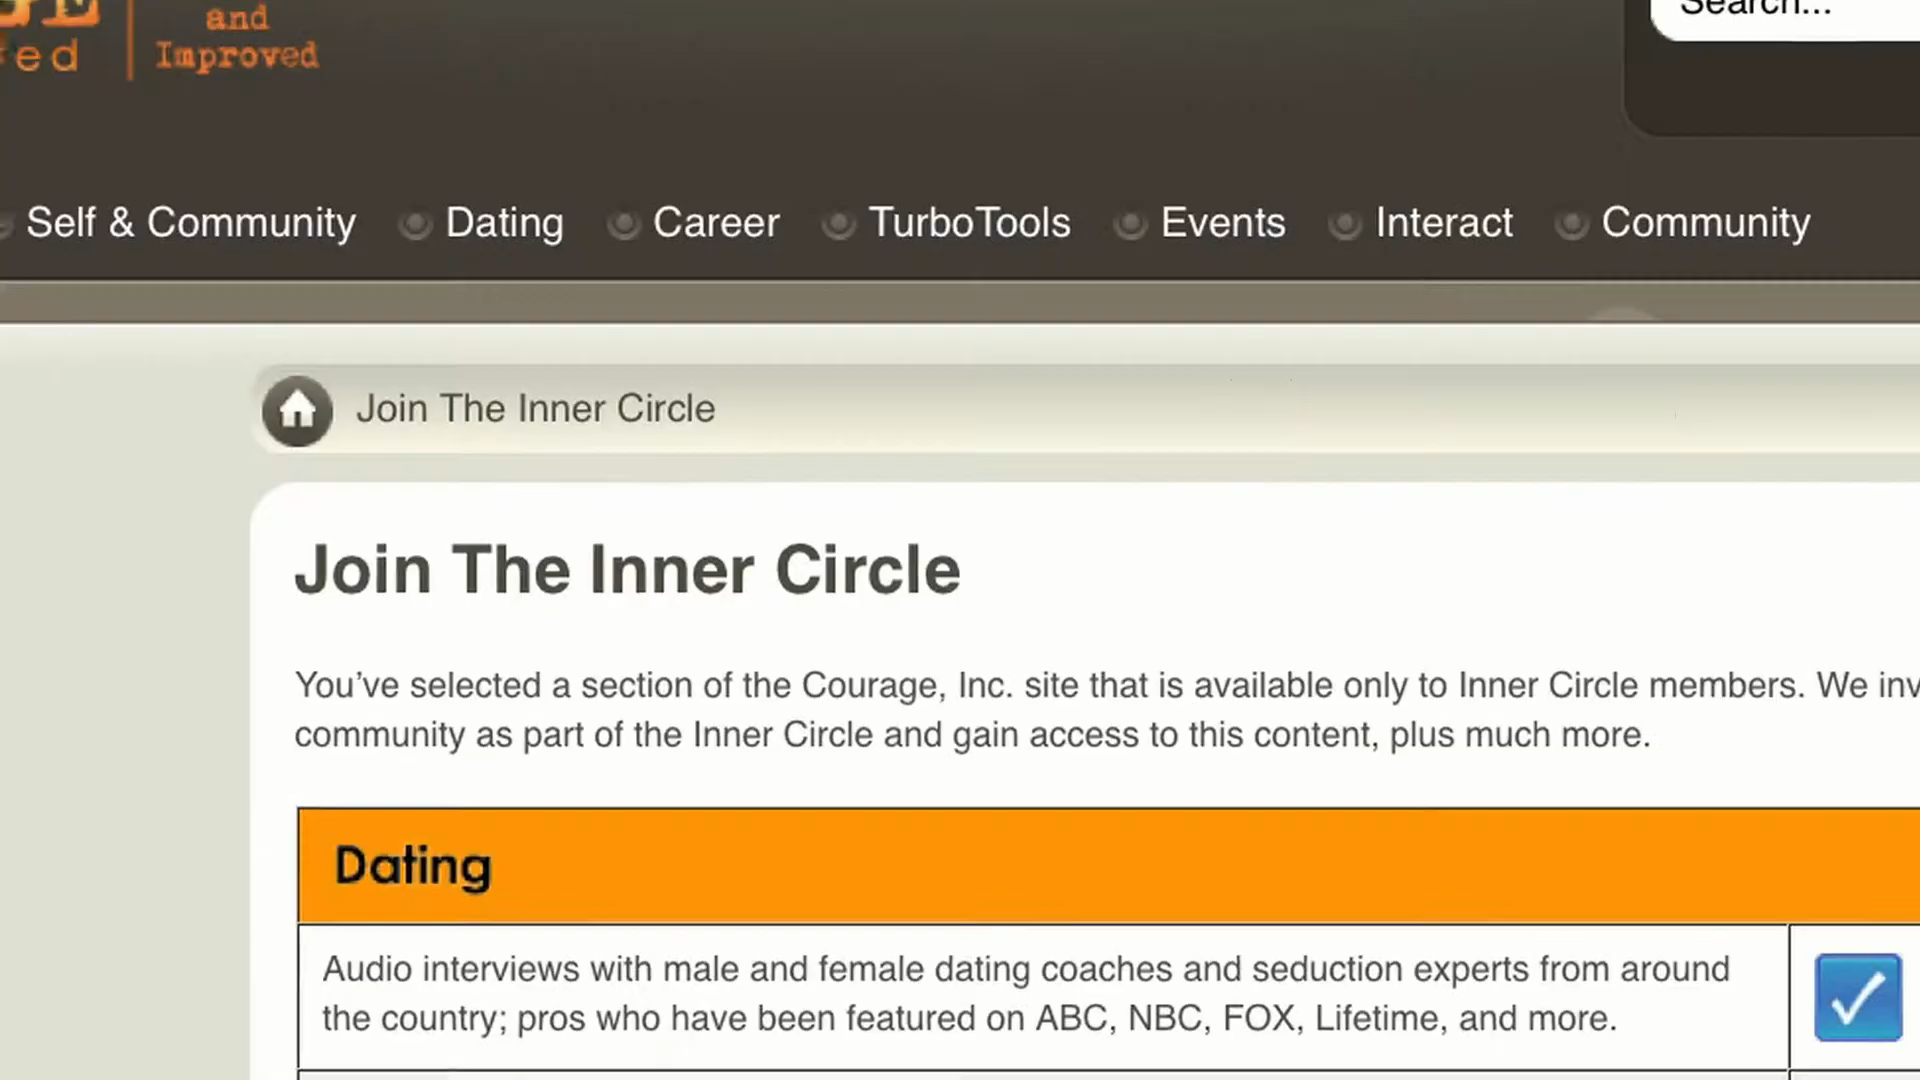 and
Improved
ed
Search...
Self & Community
Dating
Career
TurboTools
Events
Interact
Community
Join The Inner Circle
Join The Inner Circle
You've selected a section of the Courage, Inc. site that is available only to Inner Circle members. We inv
community as part of the Inner Circle and gain access to this content, plus much more.
Dating
Audio interviews with male and female dating coaches and seduction experts from around
the country; pros who have been featured on ABC, NBC, FOX, Lifetime, and more.